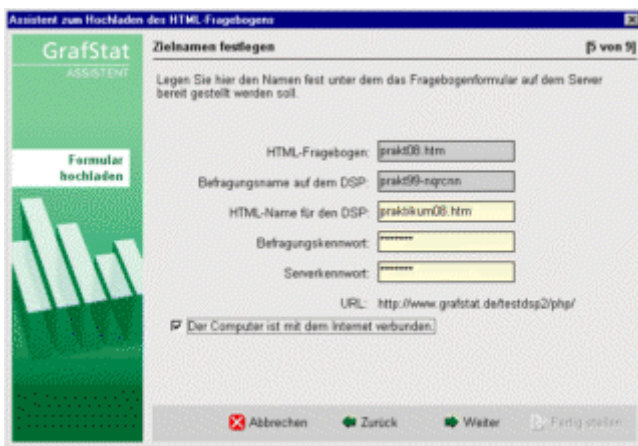 Assistent zum Hochladen des HTML-Fragebogens
GrafStat
ASSISTENT
Formular
hochladen
Zielnamen festlegen [5 von 9]
Legen Sie hier den Namen fest unter dem das Fragebogenformular auf dem Server
bereit gestellt werden soll.
HTML-Fragebogen: prakt08.htm
Befragungsname auf dem DSP: prakt99-nqrcnn
HTML-Name für den DSP: praktikum08.htm
Befragungskennwort: *******
Serverkennwort: *******
URL: http://www.grafstat.de/testdsp2/php/
Der Computer ist mit dem Internet verbunden.
Abbrechen Zurück Weiter Fertig stellen